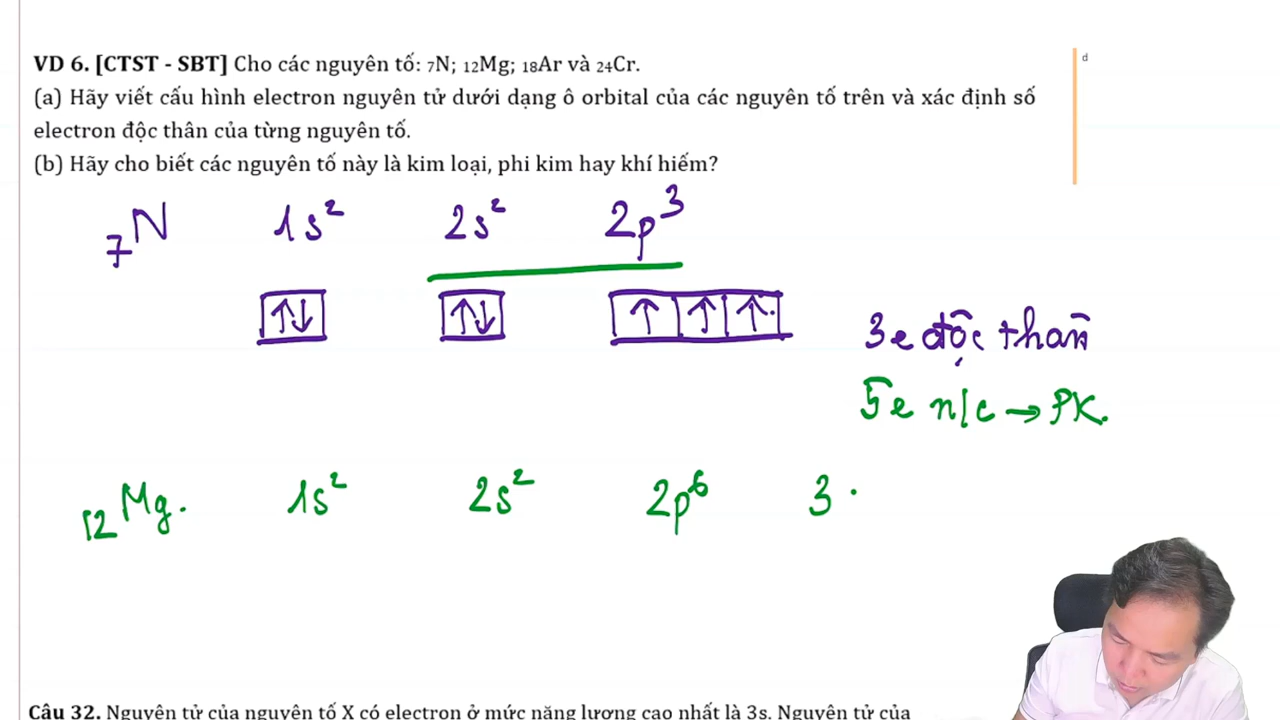 VD 6. [CTST - SBT] Cho các nguyên tố: ₇N; ₁₂Mg; ₁₈Ar và ₂₄Cr.
d
(a) Hãy viết cấu hình electron nguyên tử dưới dạng ô orbital của các nguyên tố trên và xác định số
electron độc thân của từng nguyên tố.
(b) Hãy cho biết các nguyên tố này là kim loại, phi kim hay khí hiếm?
₇N 1s² 2s² 2p³
↑↓ ↑↓ ↑ ↑ ↑
3e độc thân
5e n/c → PK.
₁₂Mg. 1s² 2s² 2p⁶ 3
Câu 32. Nguyên tử của nguyên tố X có electron ở mức năng lượng cao nhất là 3s. Nguyên tử của